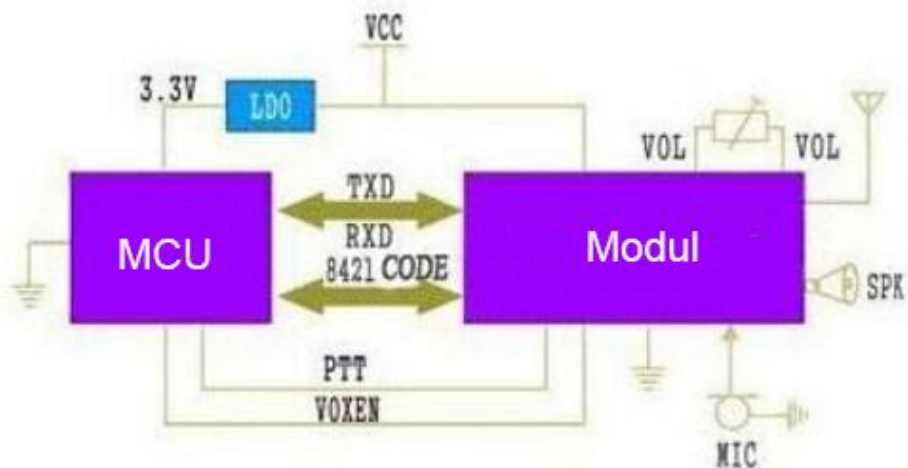 VCC
3.3V
LDO
VOL
VOL
TXD
MCU
RXD
Modul
8421 CODE
SPK
PTT
VOXEN
MIC